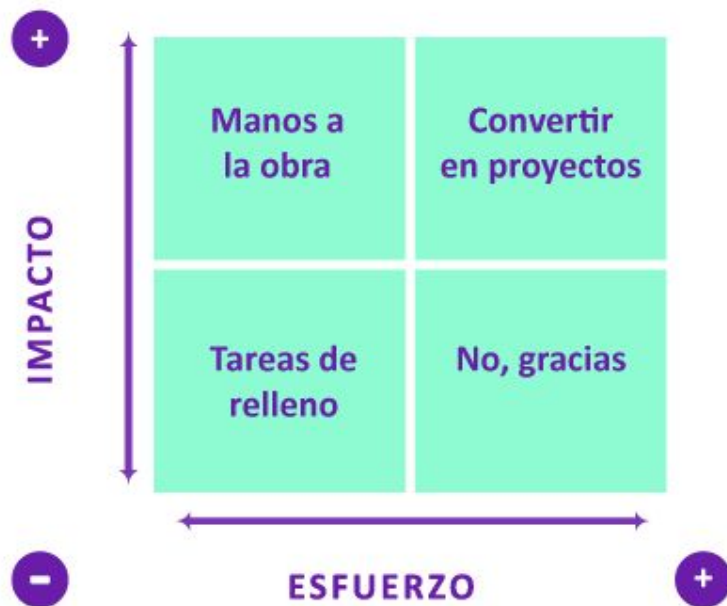 +
Manos a
la obra
Convertir
en proyectos
IMPACTO
Tareas de
relleno
No, gracias
-
ESFUERZO
+